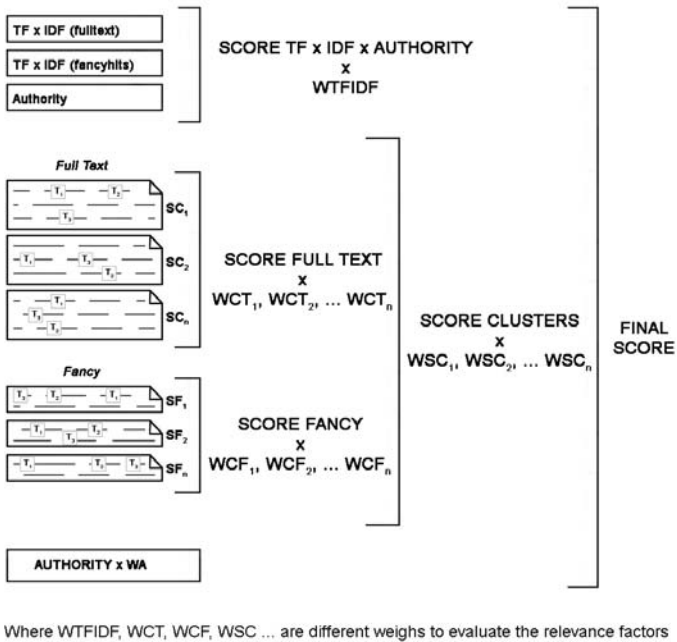 TF x IDF (fulltext)
TF x IDF (fancyhits)
Authority
SCORE TF x IDF x AUTHORITY
x
WTFIDF
Full Text
T₁ T₂
T₃
SC₁
T₁ T₃
T₂
SC₂
T₁
T₃
T₂
SCₙ
SCORE FULL TEXT
x
WCT₁, WCT₂, ... WCTₙ
Fancy
T₃ T₂ T₁
SF₁
T₁ T₂
T₃
SF₂
T₁ T₂ T₃
SFₙ
SCORE FANCY
x
WCF₁, WCF₂, ... WCFₙ
SCORE CLUSTERS
x
WSC₁, WSC₂, ... WSCₙ
FINAL
SCORE
AUTHORITY x WA
Where WTFIDF, WCT, WCF, WSC ... are different weighs to evaluate the relevance factors